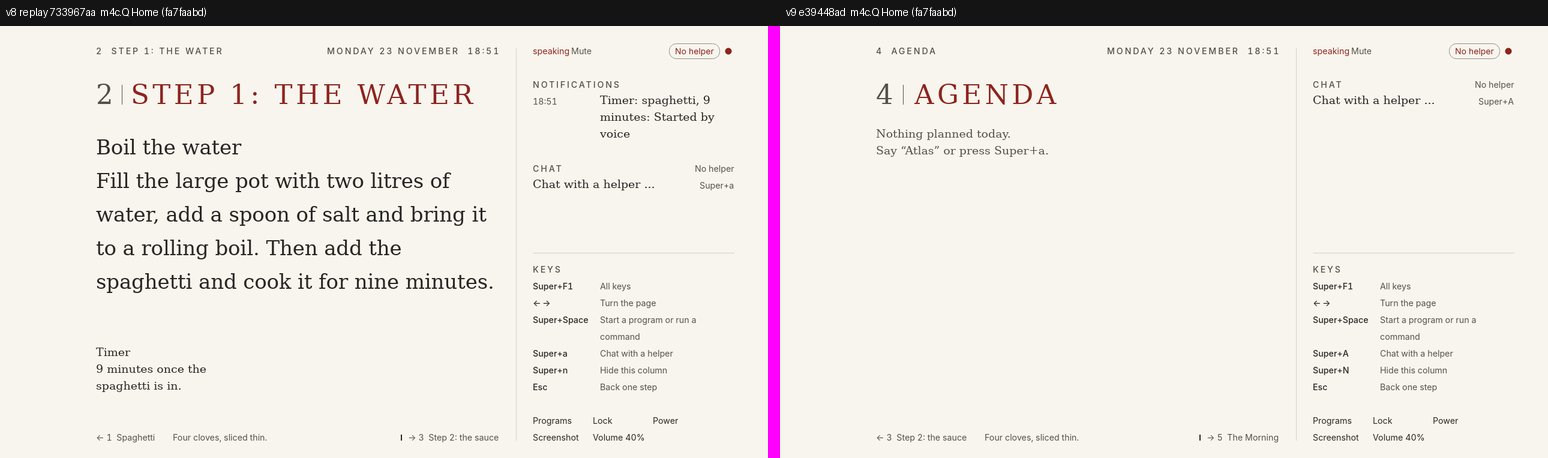 v8 replay 733967aa m4c.Q Home (fa7faabd)
2 STEP 1: THE WATER
MONDAY 23 NOVEMBER 18:51
2 STEP 1: THE WATER
Boil the water
Fill the large pot with two litres of
water, add a spoon of salt and bring it
to a rolling boil. Then add the
spaghetti and cook it for nine minutes.
Timer
9 minutes once the
spaghetti is in.
← 1 Spaghetti Four cloves, sliced thin.
→ 3 Step 2: the sauce
speaking Mute No helper
NOTIFICATIONS
18:51 Timer: spaghetti, 9
minutes: Started by
voice
CHAT No helper
Chat with a helper ... Super+a
KEYS
Super+F1 All keys
← → Turn the page
Super+Space Start a program or run a
command
Super+a Chat with a helper
Super+n Hide this column
Esc Back one step
Programs Lock Power
Screenshot Volume 40%
v9 e39448ad m4c.Q Home (fa7faabd)
4 AGENDA
MONDAY 23 NOVEMBER 18:51
4 AGENDA
Nothing planned today.
Say “Atlas” or press Super+a.
← 3 Step 2: the sauce Four cloves, sliced thin.
→ 5 The Morning
speaking Mute No helper
CHAT No helper
Chat with a helper ... Super+A
KEYS
Super+F1 All keys
← → Turn the page
Super+Space Start a program or run a
command
Super+A Chat with a helper
Super+N Hide this column
Esc Back one step
Programs Lock Power
Screenshot Volume 40%